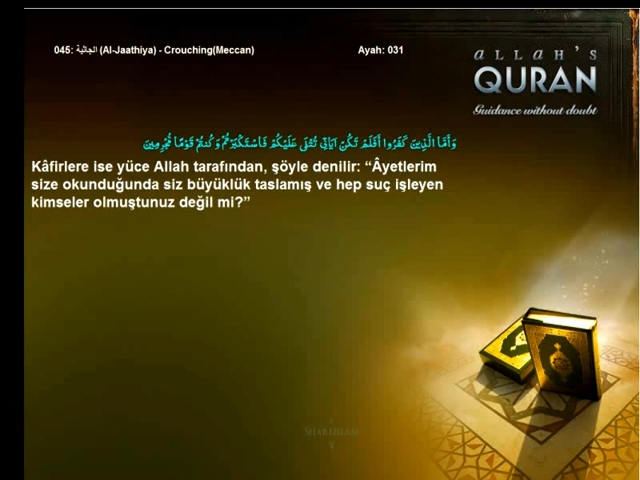 045: الجاثية (Al-Jaathiya) - Crouching(Meccan) Ayah: 031
ALLAH'S
QURAN
Guidance without doubt
وَأَمَّا الَّذِينَ كَفَرُوا أَفَلَمْ تَكُنْ آيَاتِي تُتْلَى عَلَيْكُمْ فَاسْتَكْبَرْتُمْ وَكُنْتُمْ قَوْمًا مُجْرِمِينَ
Kâfirlere ise yüce Allah tarafından, şöyle denilir: “Âyetlerim
size okunduğunda siz büyüklük taslamış ve hep suç işleyen
kimseler olmuştunuz değil mi?”